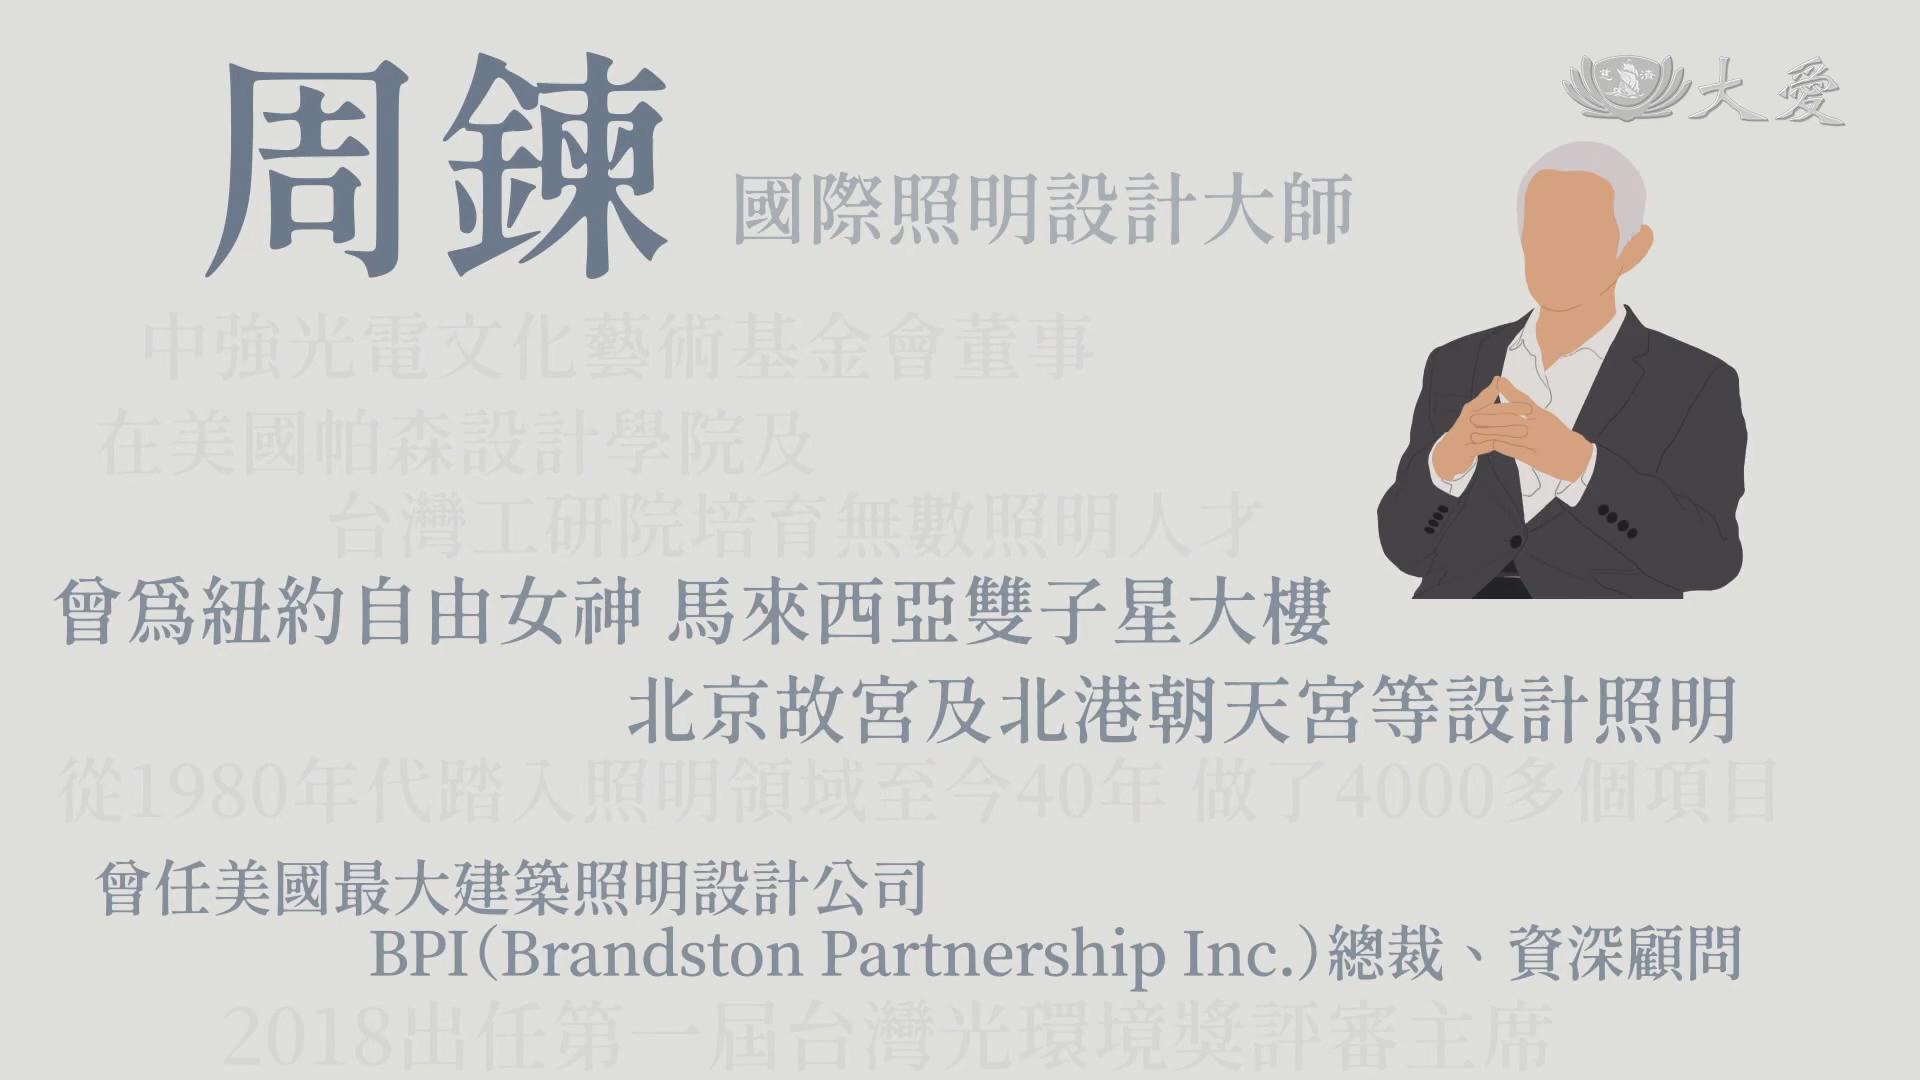 周鍊
國際照明設計大師
慈濟 大愛
中強光電文化藝術基金會董事
在美國帕森設計學院及
台灣工研院培育無數照明人才
曾爲紐約自由女神 馬來西亞雙子星大樓
北京故宮及北港朝天宮等設計照明
從1980年代踏入照明領域至今40年 做了4000多個項目
曾任美國最大建築照明設計公司
BPI(Brandston Partnership Inc.)總裁、資深顧問
2018出任第一屆台灣光環境獎評審主席